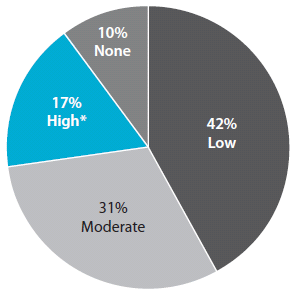 10%
None
17%
High*
42%
Low
31%
Moderate